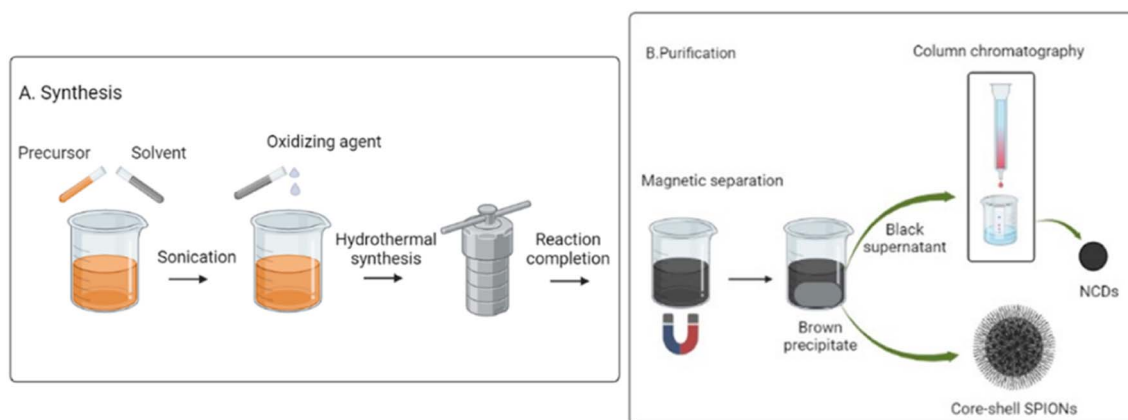 A. Synthesis
Precursor
Solvent
Oxidizing agent
Sonication
Hydrothermal
synthesis
Reaction
completion
B.Purification
Column chromatography
Magnetic separation
Black
supernatant
NCDs
Brown
precipitate
Core-shell SPIONs